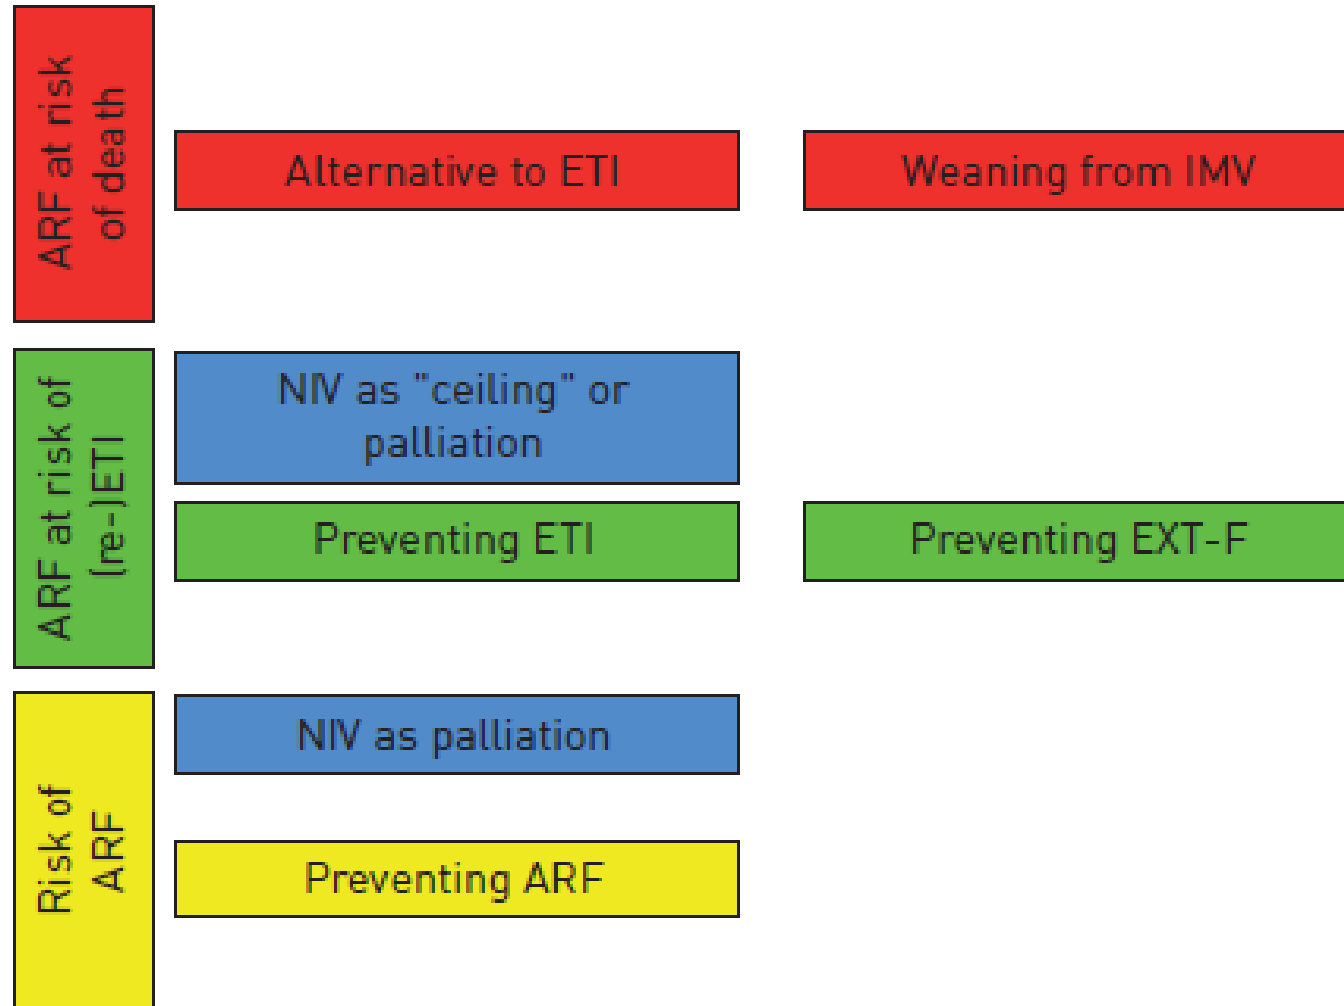 ARF at risk
of death
Alternative to ETI
Weaning from IMV
ARF at risk of
(re-)ETI
NIV as "ceiling" or
palliation
Preventing ETI
Preventing EXT-F
Risk of
ARF
NIV as palliation
Preventing ARF